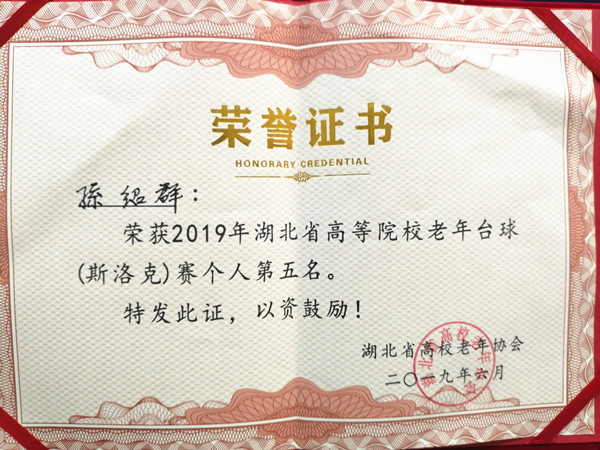 荣誉证书
HONORARY CREDENTIAL
孫绍群：
荣获2019年湖北省高等院校老年台球
(斯洛克)赛个人第五名。
特发此证，以资鼓励！
湖北省高校老年协会
二〇一九年六月